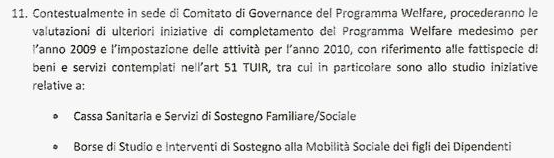 11. Contestualmente in sede di Comitato di Governance del Programma Welfare, procederanno le
valutazioni di ulteriori iniziative di completamento del Programma Welfare medesimo per
l'anno 2009 e l'impostazione delle attività per l'anno 2010, con riferimento alle fattispecie di
beni e servizi contemplati nell'art 51 TUIR, tra cui in particolare sono allo studio iniziative
relative a:
• Cassa Sanitaria e Servizi di Sostegno Familiare/Sociale
• Borse di Studio e Interventi di Sostegno alla Mobilità Sociale dei figli dei Dipendenti